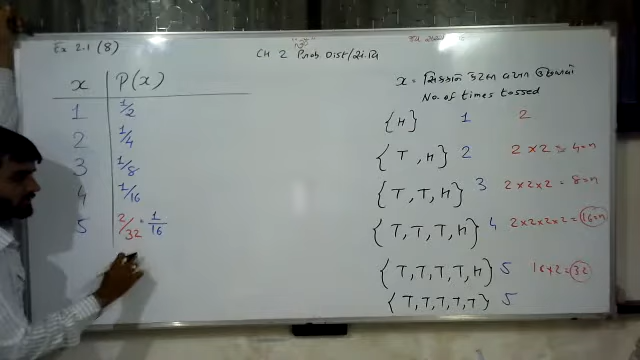 Ex 2.1 (8)
CH 2 Prob. Dist/સં.વિ
x P(x)
1 1/2
2 1/4
3 1/8
4 1/16
5 2/32 = 1/16
x =
No. of times tossed
{H} 1 2
{T, H} 2 2 x 2 = 4 = n
{T, T, H} 3 2 x 2 x 2 = 8 = n
{T, T, T, H} 4 2 x 2 x 2 x 2 = 16 = n
{T, T, T, T, H} 5 16 x 2 = 32
{T, T, T, T, T} 5